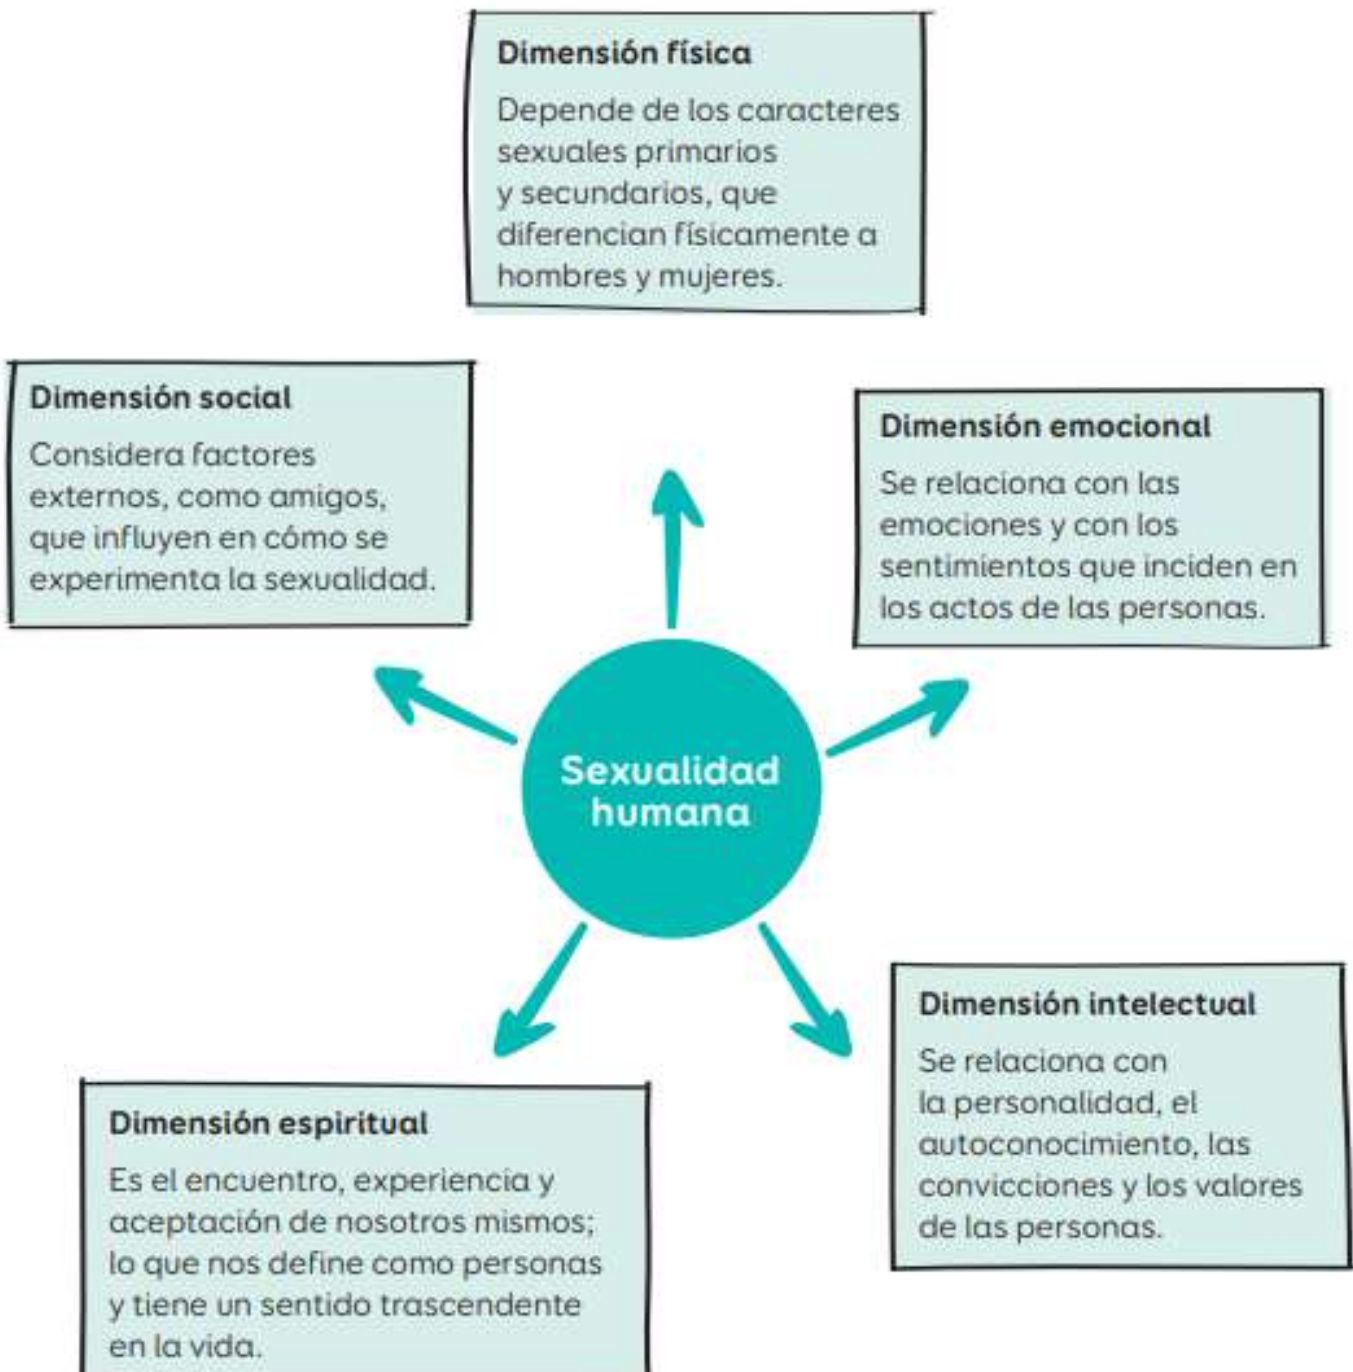 Dimensión física
Depende de los caracteres
sexuales primarios
y secundarios, que
diferencian físicamente a
hombres y mujeres.
Dimensión social
Considera factores
externos, como amigos,
que influyen en cómo se
experimenta la sexualidad.
Dimensión emocional
Se relaciona con las
emociones y con los
sentimientos que inciden en
los actos de las personas.
Sexualidad
humana
Dimensión espiritual
Es el encuentro, experiencia y
aceptación de nosotros mismos;
lo que nos define como personas
y tiene un sentido trascendente
en la vida.
Dimensión intelectual
Se relaciona con
la personalidad, el
autoconocimiento, las
convicciones y los valores
de las personas.